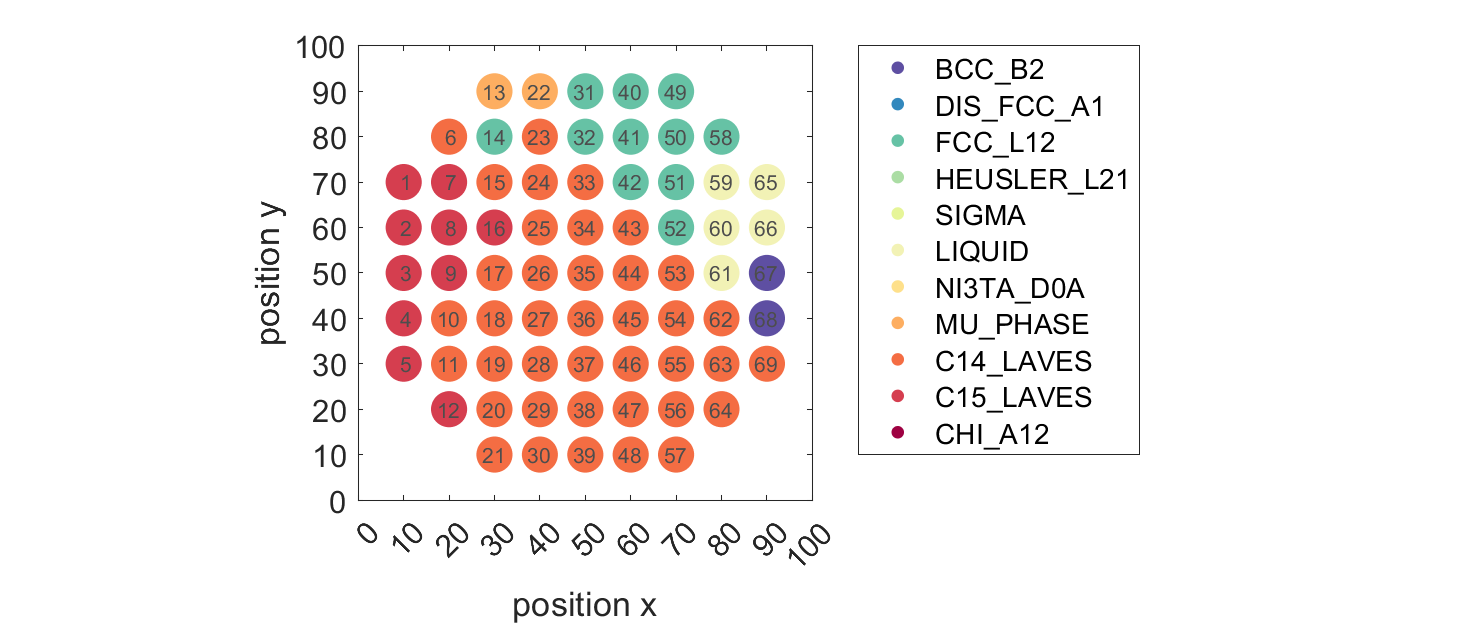 100
90
80
70
60
50
40
30
20
10
0
position y
13 22 31 40 49
6 14 23 32 41 50 58
1 7 15 24 33 42 51 59 65
2 8 16 25 34 43 52 60 66
3 9 17 26 35 44 53 61 67
4 10 18 27 36 45 54 62 68
5 11 19 28 37 46 55 63 69
12 20 29 38 47 56 64
21 30 39 48 57
0 10 20 30 40 50 60 70 80 90 100
position x
BCC_B2
DIS_FCC_A1
FCC_L12
HEUSLER_L21
SIGMA
LIQUID
NI3TA_D0A
MU_PHASE
C14_LAVES
C15_LAVES
CHI_A12